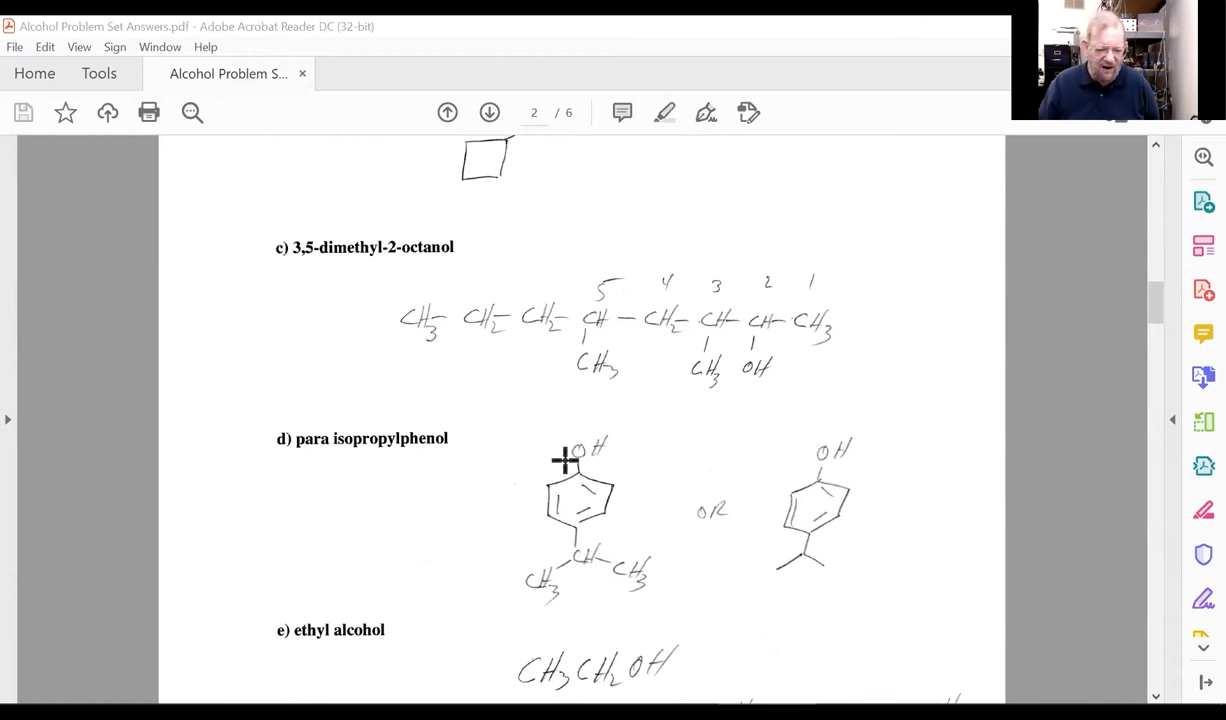 Alcohol Problem Set Answers.pdf - Adobe Acrobat Reader DC (32-bit)
File Edit View Sign Window Help
Home Tools Alcohol Problem S... ×
2 / 6
c) 3,5-dimethyl-2-octanol
5 4 3 2 1
CH3- CH2- CH2- CH - CH2- CH- CH- CH3
CH3 CH3 OH
d) para isopropylphenol
OH OH
OR
CH
CH3 CH3
e) ethyl alcohol
CH3CH2OH